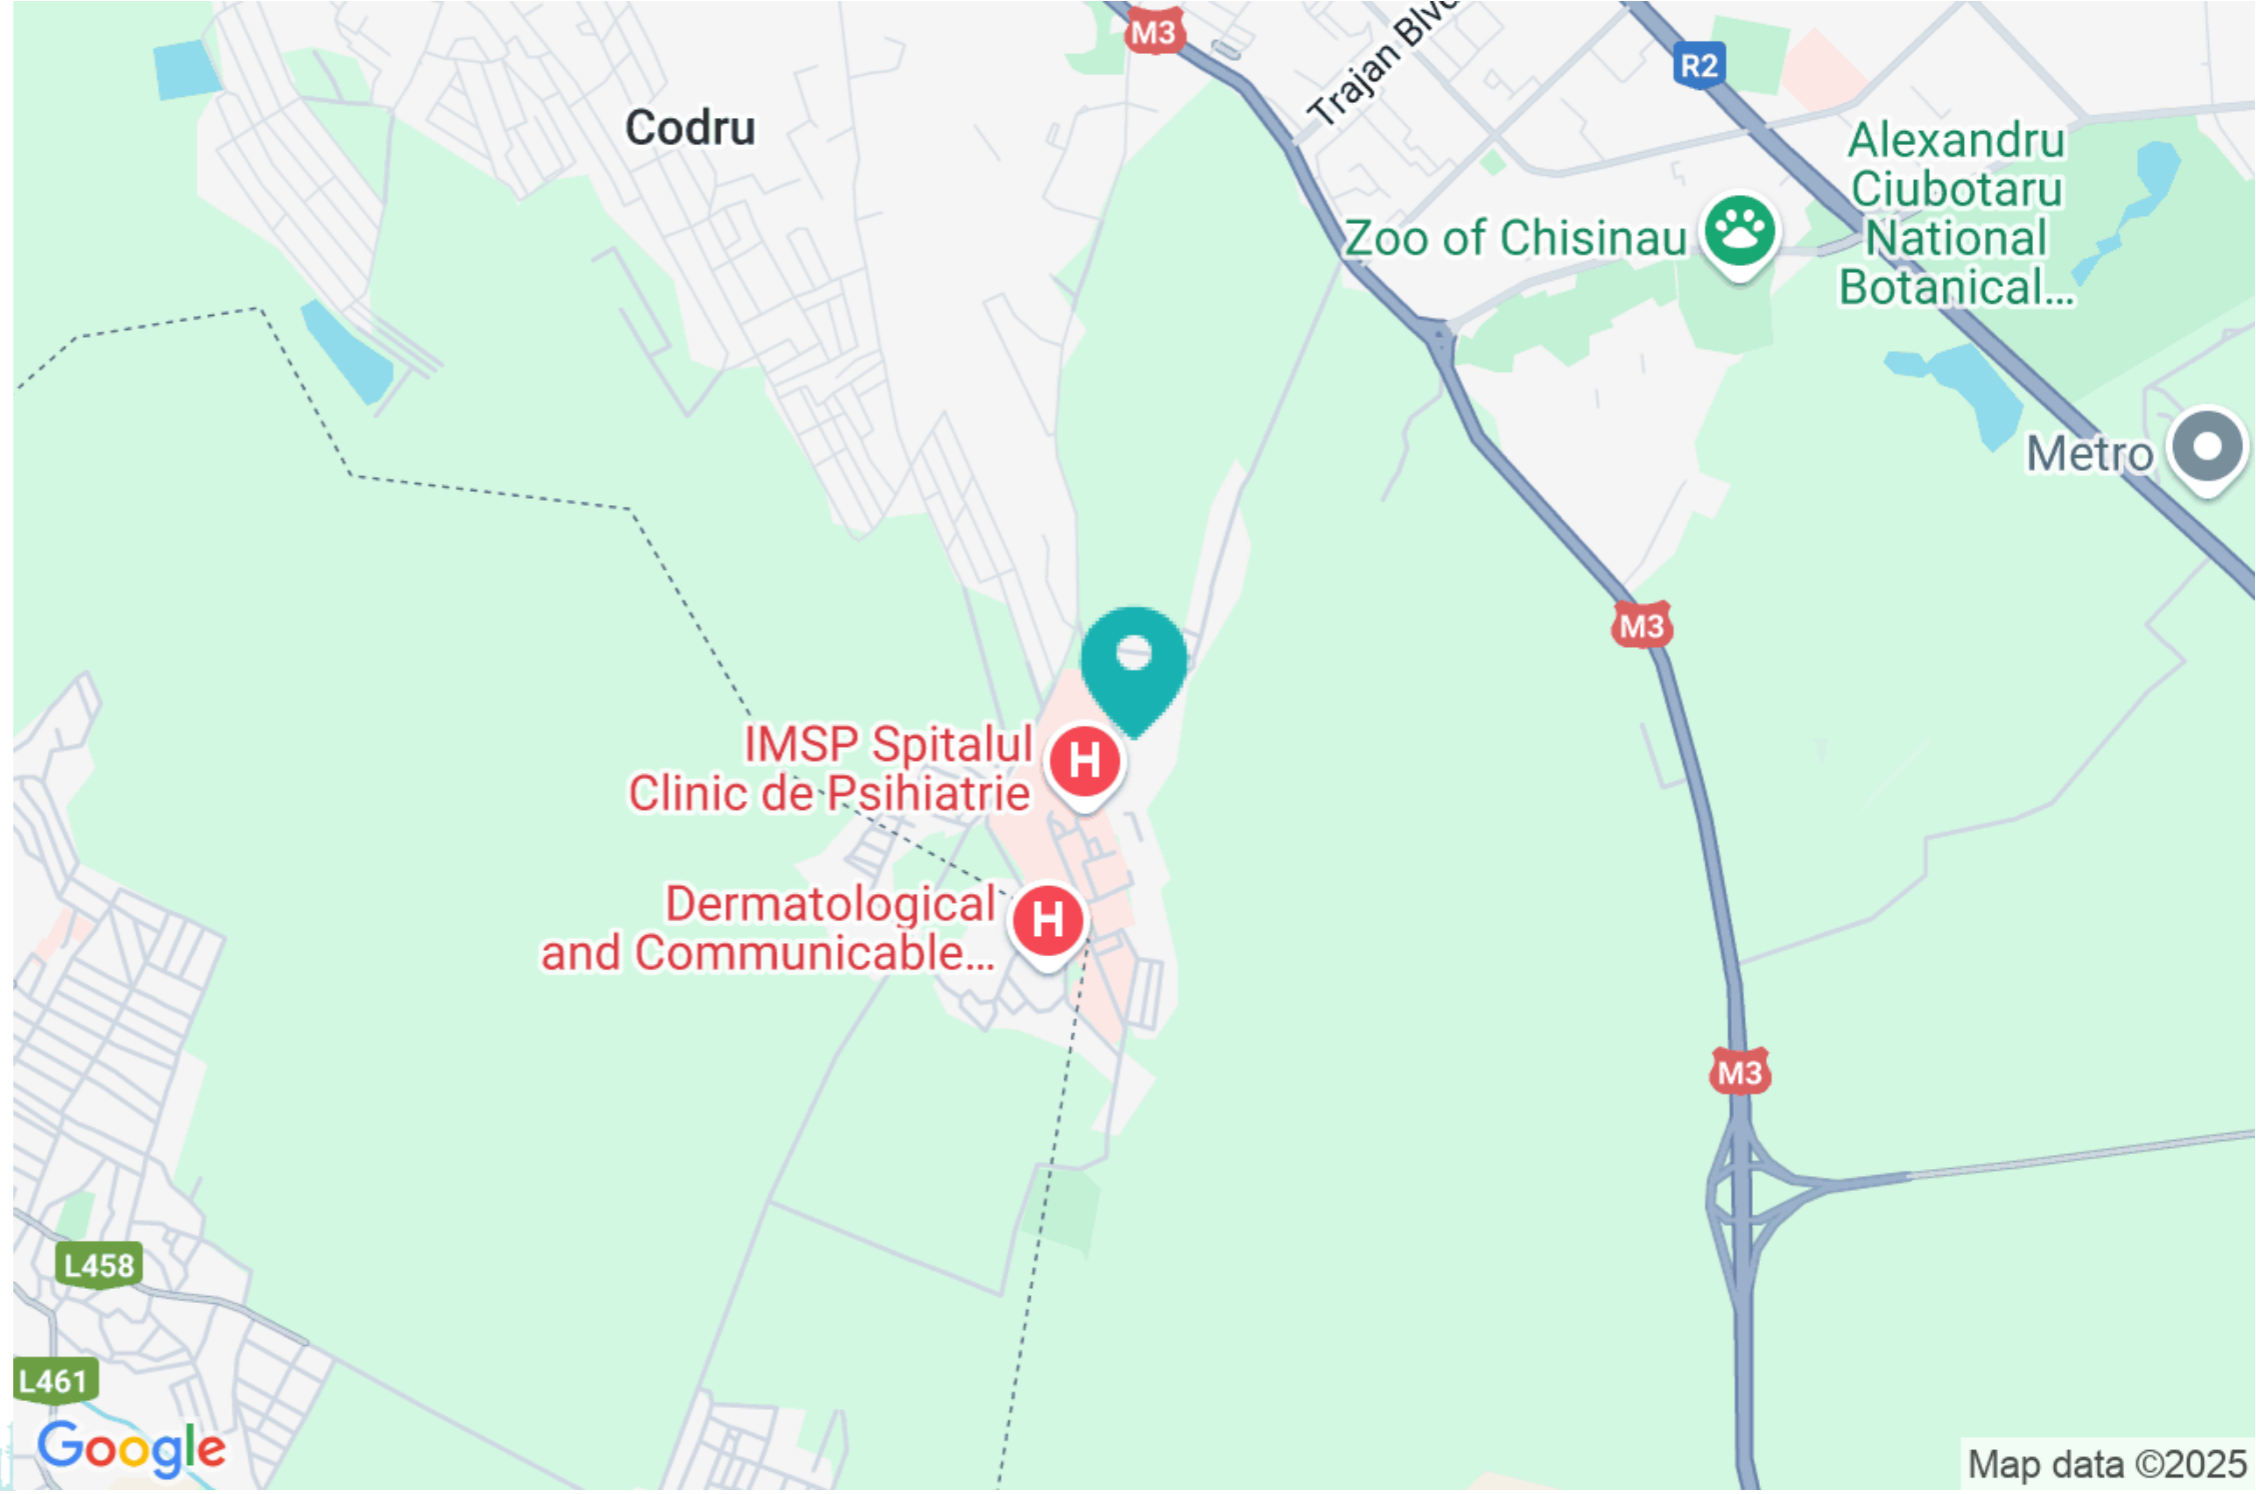 M3
Trajan Blvd
R2
Codru
Alexandru
Ciubotaru
National
Botanical...
Zoo of Chisinau
Metro
M3
IMSP Spitalul
Clinic de Psihiatrie
H
Dermatological
and Communicable...
H
M3
L458
L461
Google
Map data ©2025